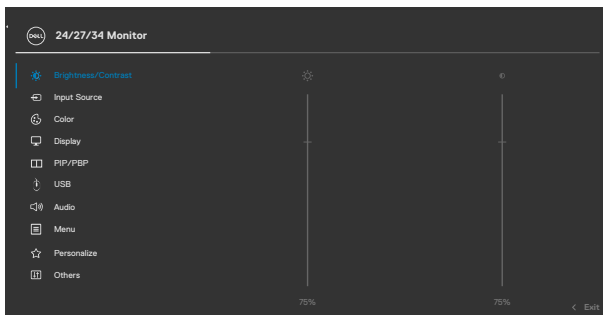 DELL
24/27/34 Monitor
Brightness/Contrast
Input Source
Color
Display
PIP/PBP
USB
Audio
Menu
Personalize
Others
75%
75%
Exit